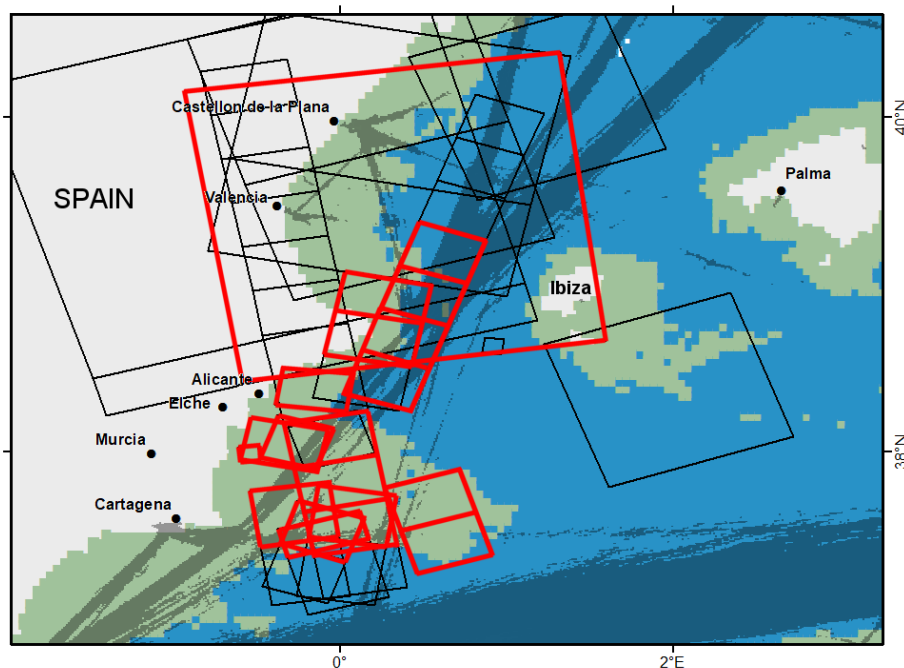 Castellon de la Plana
40°N
Palma
SPAIN
Valencia
Ibiza
Alicante
Elche
Murcia
38°N
Cartagena
0°
2°E